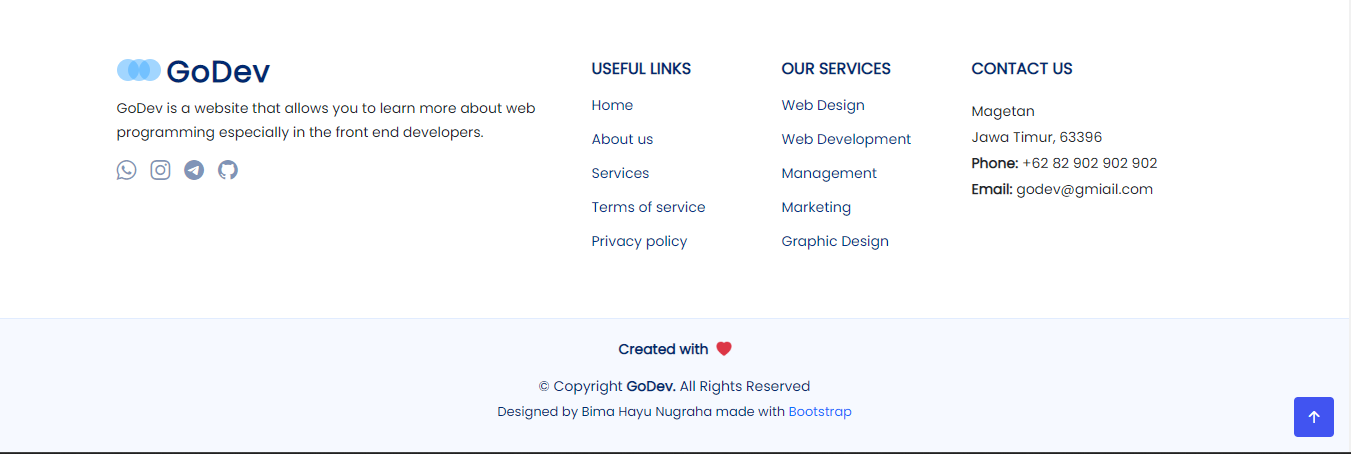 GoDev
GoDev is a website that allows you to learn more about web
programming especially in the front end developers.
USEFUL LINKS
Home
About us
Services
Terms of service
Privacy policy
OUR SERVICES
Web Design
Web Development
Management
Marketing
Graphic Design
CONTACT US
Magetan
Jawa Timur, 63396
Phone: +62 82 902 902 902
Email: godev@gmiail.com
Created with
© Copyright GoDev. All Rights Reserved
Designed by Bima Hayu Nugraha made with Bootstrap